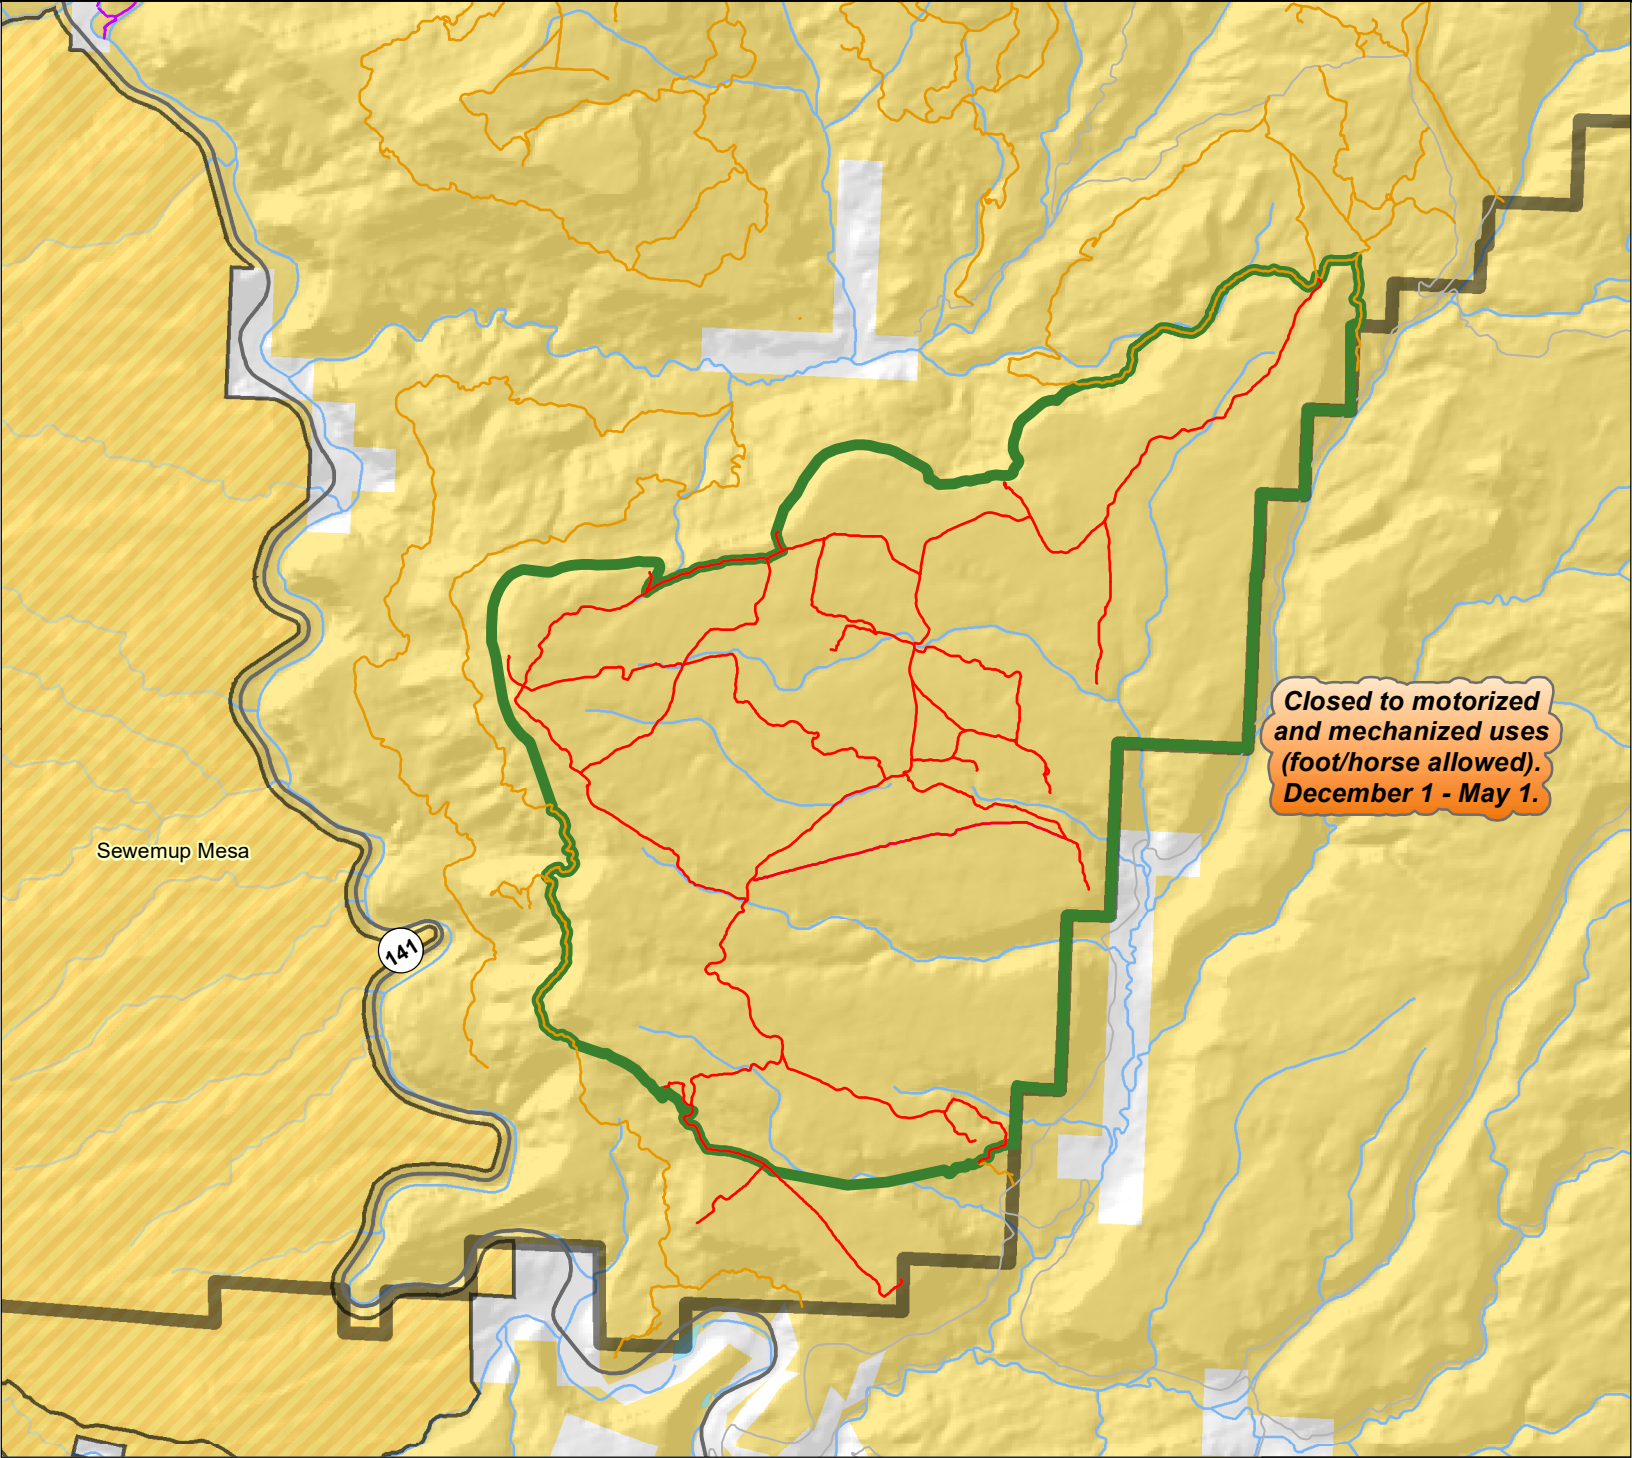 Closed to motorized
and mechanized uses
(foot/horse allowed).
December 1 - May 1.
Sewemup Mesa
141